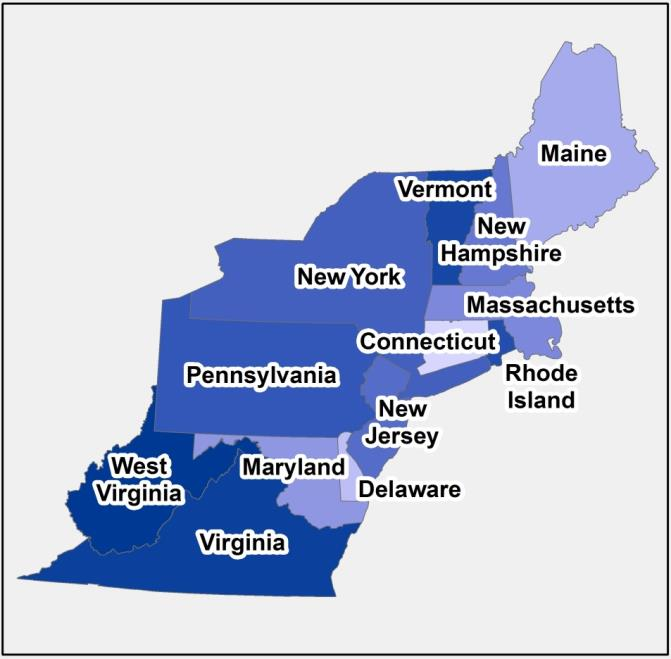 Maine
Vermont
New
Hampshire
New York
Massachusetts
Connecticut
Rhode
Island
Pennsylvania
New
Jersey
West
Virginia
Maryland
Delaware
Virginia